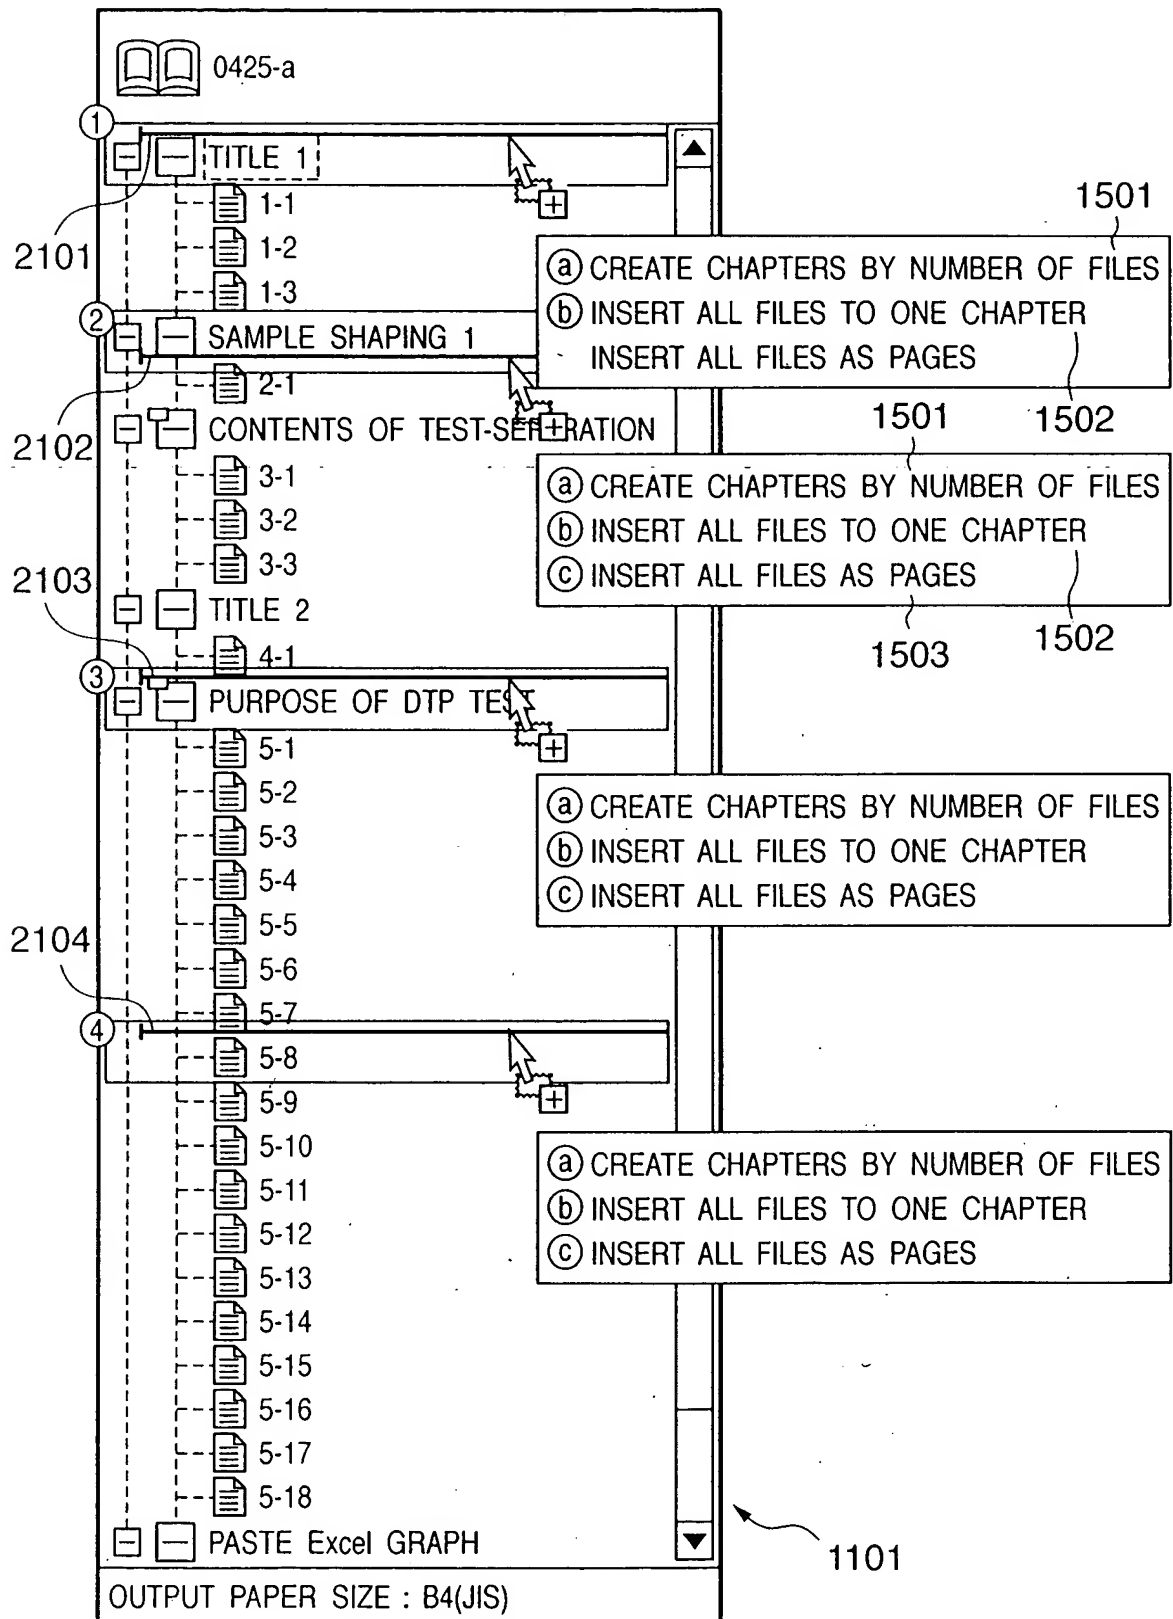 0425-a
①
TITLE 1
1-1
1501
2101
1-2
ⓐ CREATE CHAPTERS BY NUMBER OF FILES
1-3
ⓑ INSERT ALL FILES TO ONE CHAPTER
②
SAMPLE SHAPING 1
INSERT ALL FILES AS PAGES
2-1
1501
1502
2102
CONTENTS OF TEST-SEPARATION
3-1
ⓐ CREATE CHAPTERS BY NUMBER OF FILES
3-2
ⓑ INSERT ALL FILES TO ONE CHAPTER
2103
3-3
ⓒ INSERT ALL FILES AS PAGES
TITLE 2
1502
4-1
1503
③
PURPOSE OF DTP TEST
5-1
5-2
ⓐ CREATE CHAPTERS BY NUMBER OF FILES
5-3
ⓑ INSERT ALL FILES TO ONE CHAPTER
5-4
ⓒ INSERT ALL FILES AS PAGES
5-5
2104
5-6
5-7
④
5-8
5-9
5-10
ⓐ CREATE CHAPTERS BY NUMBER OF FILES
5-11
ⓑ INSERT ALL FILES TO ONE CHAPTER
5-12
ⓒ INSERT ALL FILES AS PAGES
5-13
5-14
5-15
5-16
5-17
5-18
PASTE Excel GRAPH
1101
OUTPUT PAPER SIZE : B4(JIS)